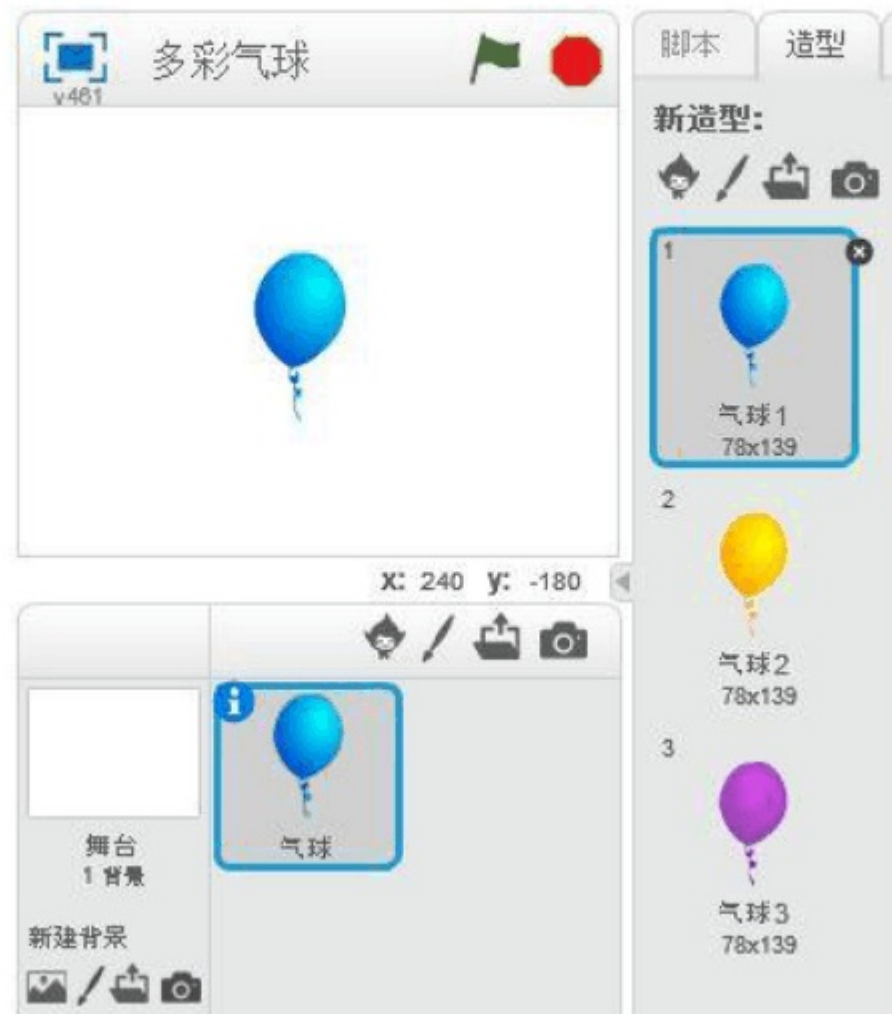 多彩气球
v461
脚本
造型
新造型:
1
气球1
78x139
2
气球2
78x139
3
气球3
78x139
x: 240 y: -180
舞台
1 背景
气球
新建背景